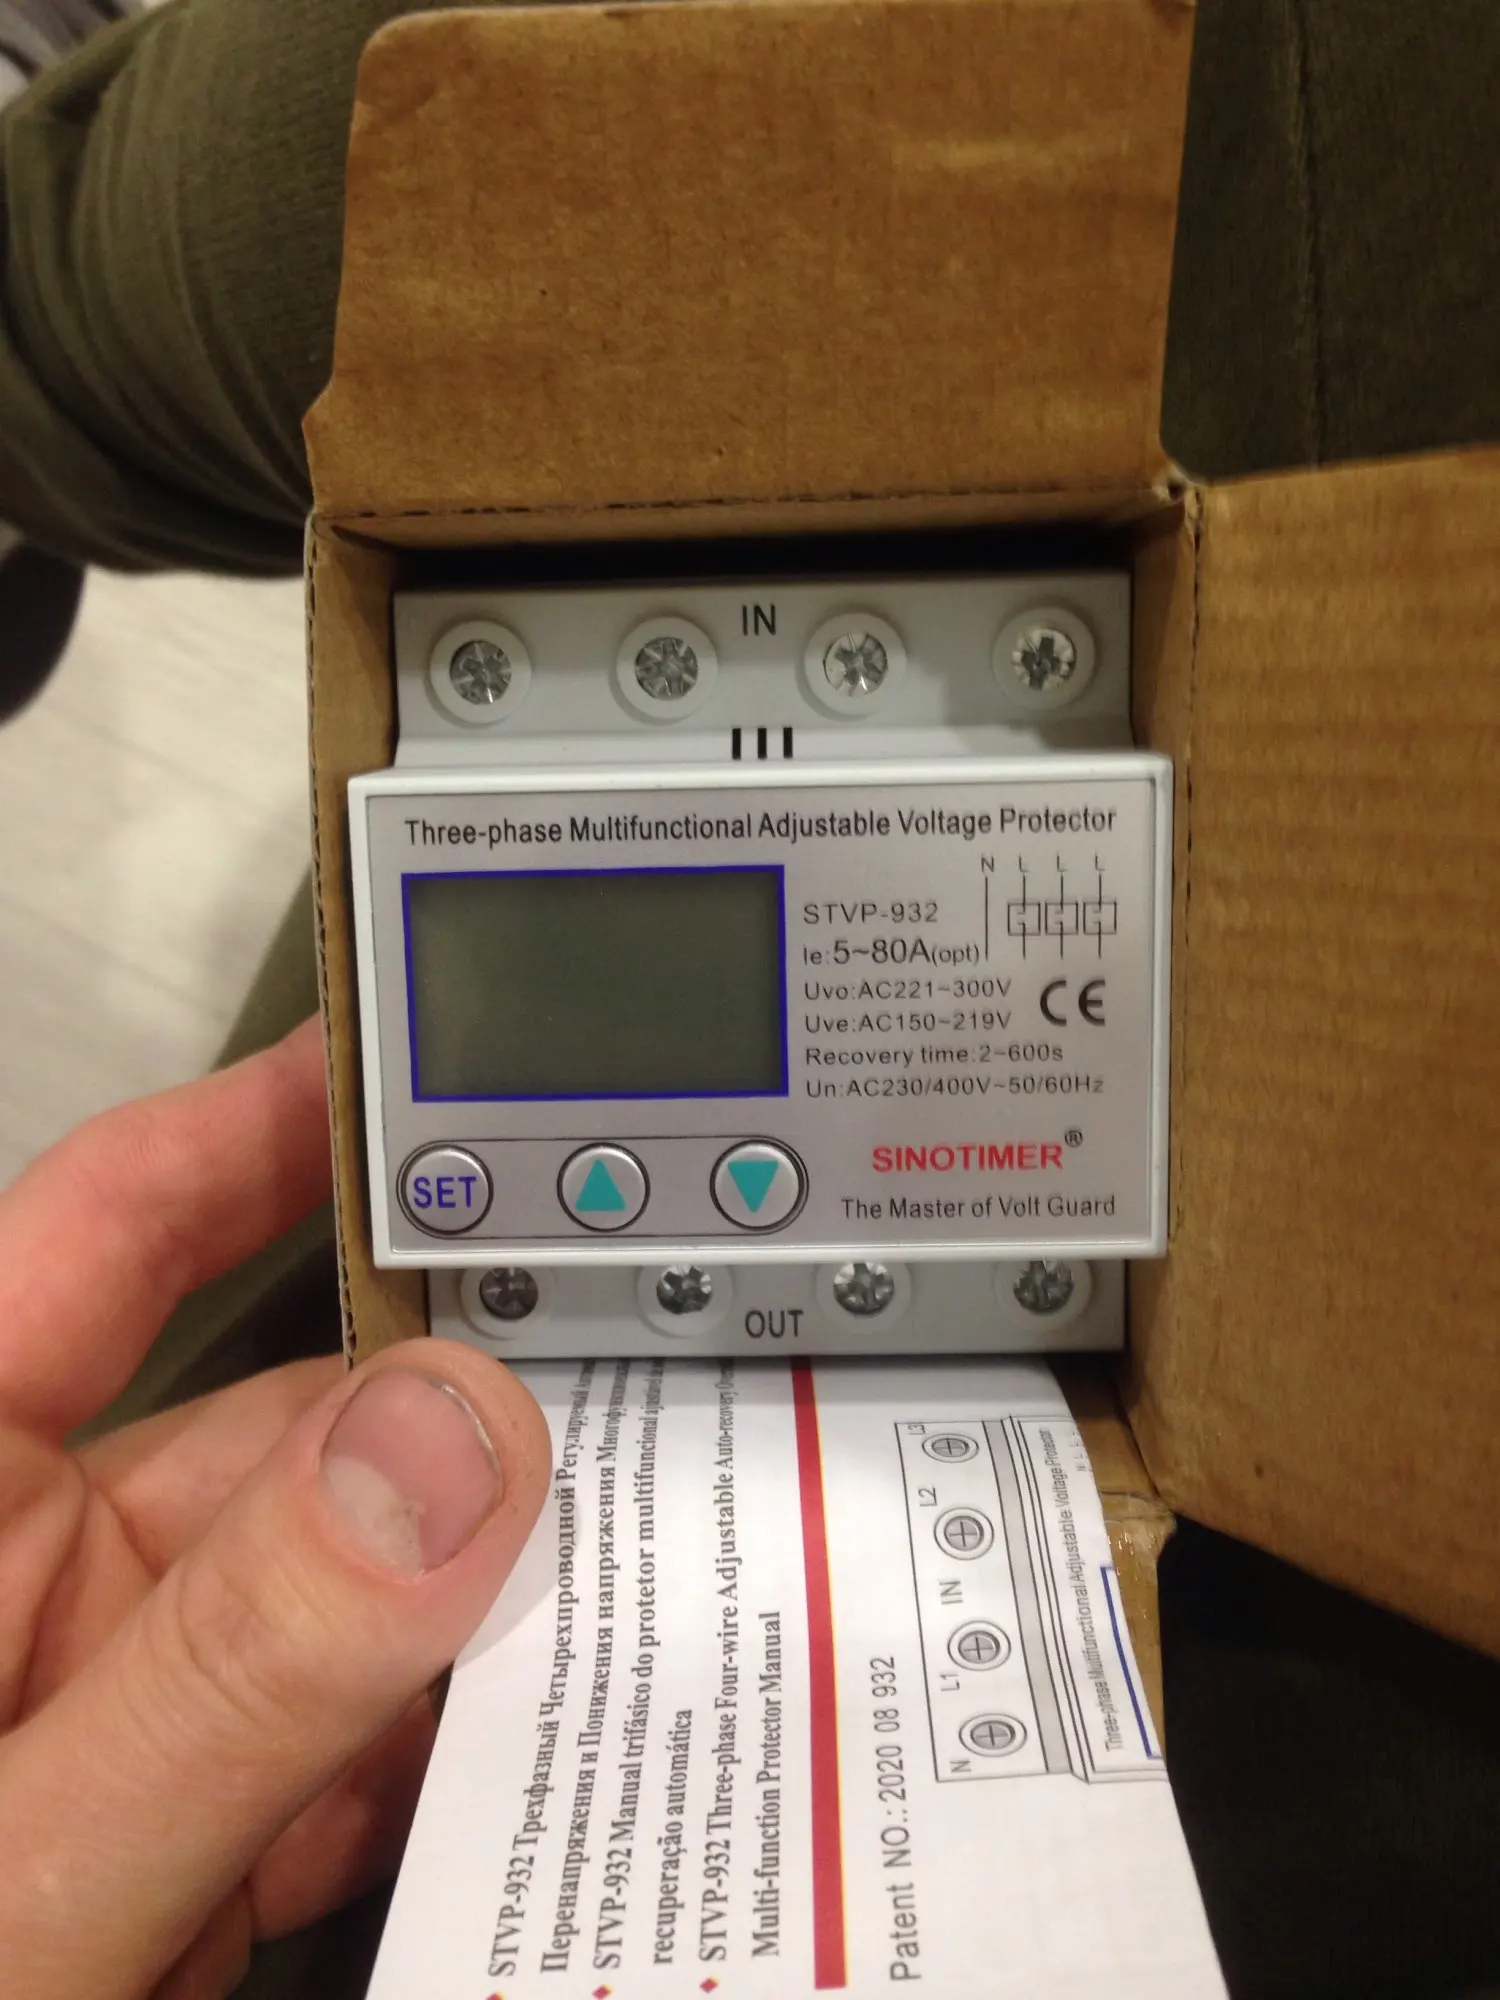 IN
Three-phase Multifunctional Adjustable Voltage Protector
N L L L
STVP-932
Ie:5~80A(opt)
Uvo:AC221~300V
Uve:AC150~219V
CE
Recovery time:2~600s
Un:AC230/400V~50/60Hz
SET
SINOTIMER®
The Master of Volt Guard
OUT
STVP-932 Трехфазный Четырехпроводной Регулируемый
Перенапряжения и Понижения напряжения
STVP-932 Manual trifásico do protetor multifuncional ajustável
recuperação automática
STVP-932 Three-phase Four-wire Adjustable Auto-recovery
Multi-function Protector Manual
Patent NO.: 2020 08 932
N L1 IN L2 L3
Three-phase Multifunctional Adjustable Voltage Protector
N L L L